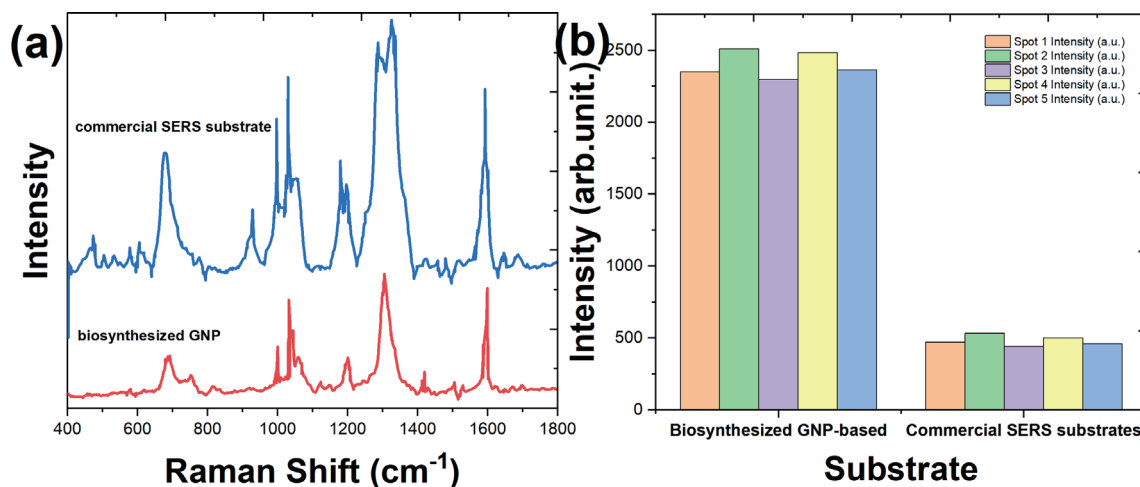 (a)
Intensity
commercial SERS substrate
biosynthesized GNP
400 600 800 1000 1200 1400 1600 1800
Raman Shift (cm⁻¹)
(b)
Intensity (arb.unit.)
2500
2000
1500
1000
500
0
Spot 1 Intensity (a.u.)
Spot 2 Intensity (a.u.)
Spot 3 Intensity (a.u.)
Spot 4 Intensity (a.u.)
Spot 5 Intensity (a.u.)
Biosynthesized GNP-based Commercial SERS substrates
Substrate